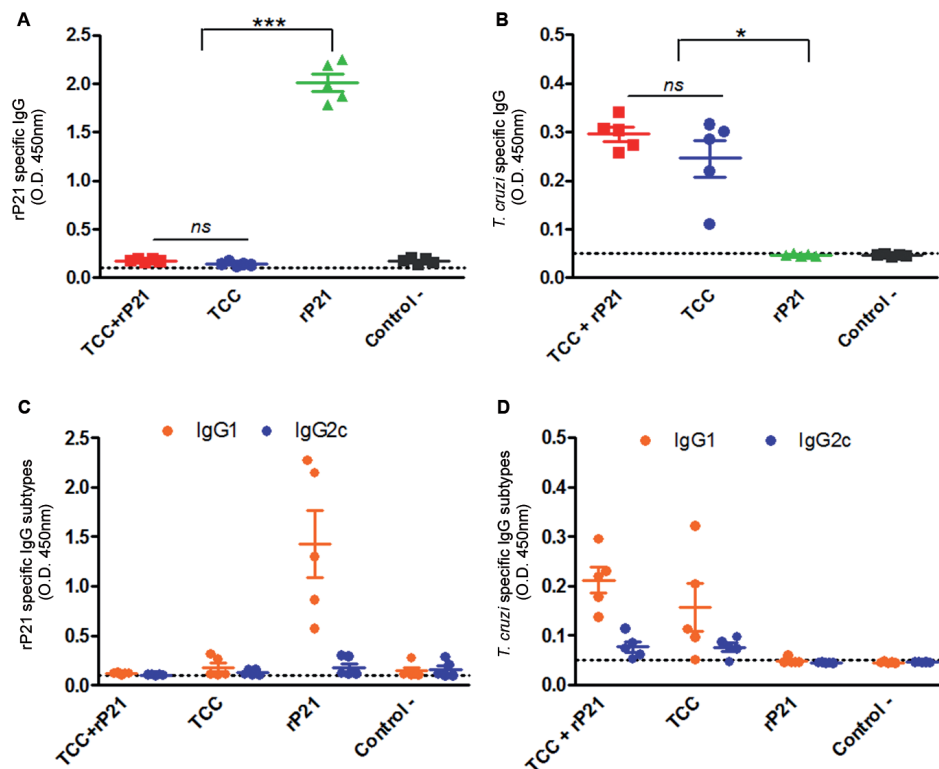 A
rP21 specific IgG
(O.D. 450nm)
2.5
2.0
1.5
1.0
0.5
0.0
***
ns
TCC+rP21
TCC
rP21
Control -
B
T. cruzi specific IgG
(O.D. 450nm)
0.5
0.4
0.3
0.2
0.1
0.0
*
ns
TCC + rP21
TCC
rP21
Control -
C
IgG1
IgG2c
rP21 specific IgG subtypes
(O.D. 450nm)
2.5
2.0
1.5
1.0
0.5
0.0
TCC+rP21
TCC
rP21
Control -
D
IgG1
IgG2c
T. cruzi specific IgG subtypes
(O.D. 450nm)
0.5
0.4
0.3
0.2
0.1
0.0
TCC + rP21
TCC
rP21
Control -